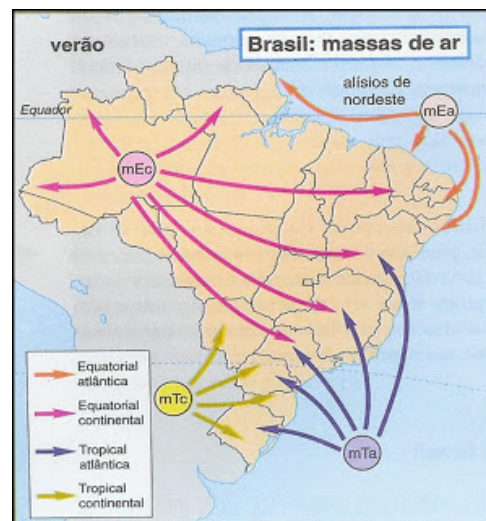 verão
Brasil: massas de ar
alísios de
nordeste
Equador
mEa
mEc
mTc
mTa
Equatorial
atlântica
Equatorial
continental
Tropical
atlântica
Tropical
continental